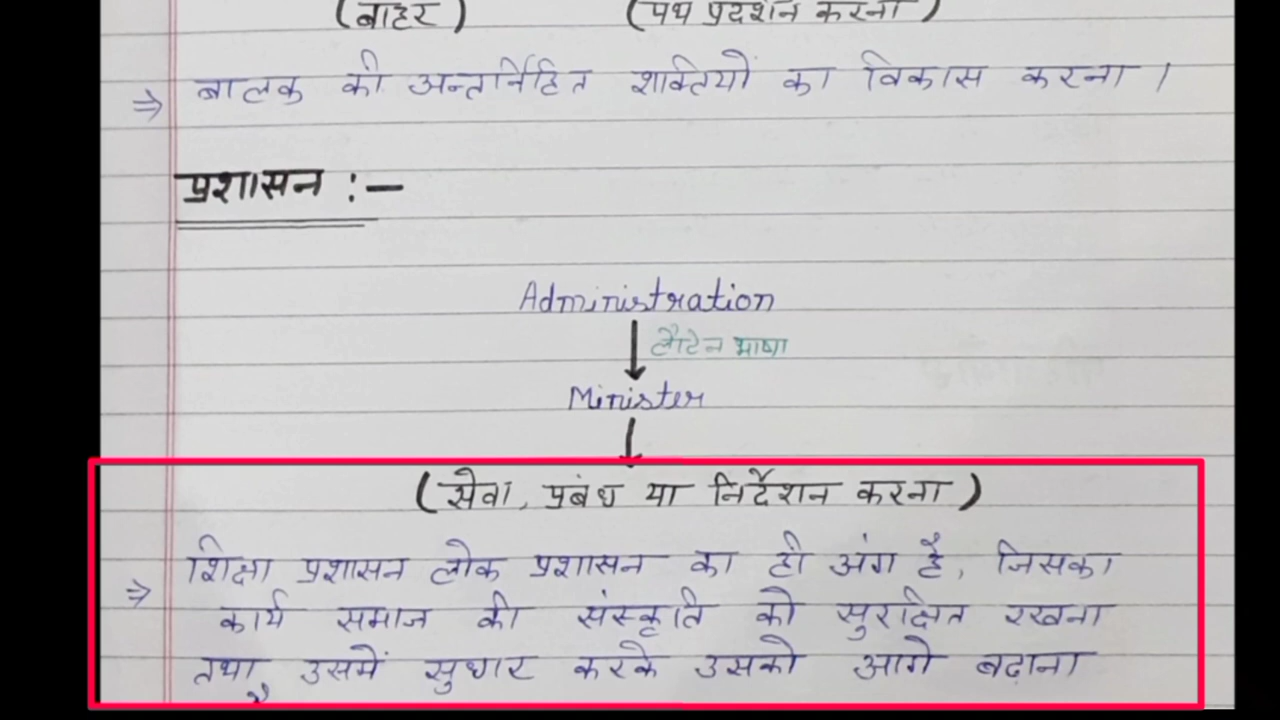 (बाहर) (पथ प्रदर्शन करना)
⇒ बालक की अन्तर्निहित शक्तियों का विकास करना ।
प्रशासन :—
Administration
लैटिन भाषा
Minister
(सेवा, प्रबंध या निर्देशन करना)
⇒ शिक्षा प्रशासन लोक प्रशासन का ही अंग है, जिसका
कार्य समाज की संस्कृति को सुरक्षित रखना
तथा उसमें सुधार करके उसको आगे बढ़ाना